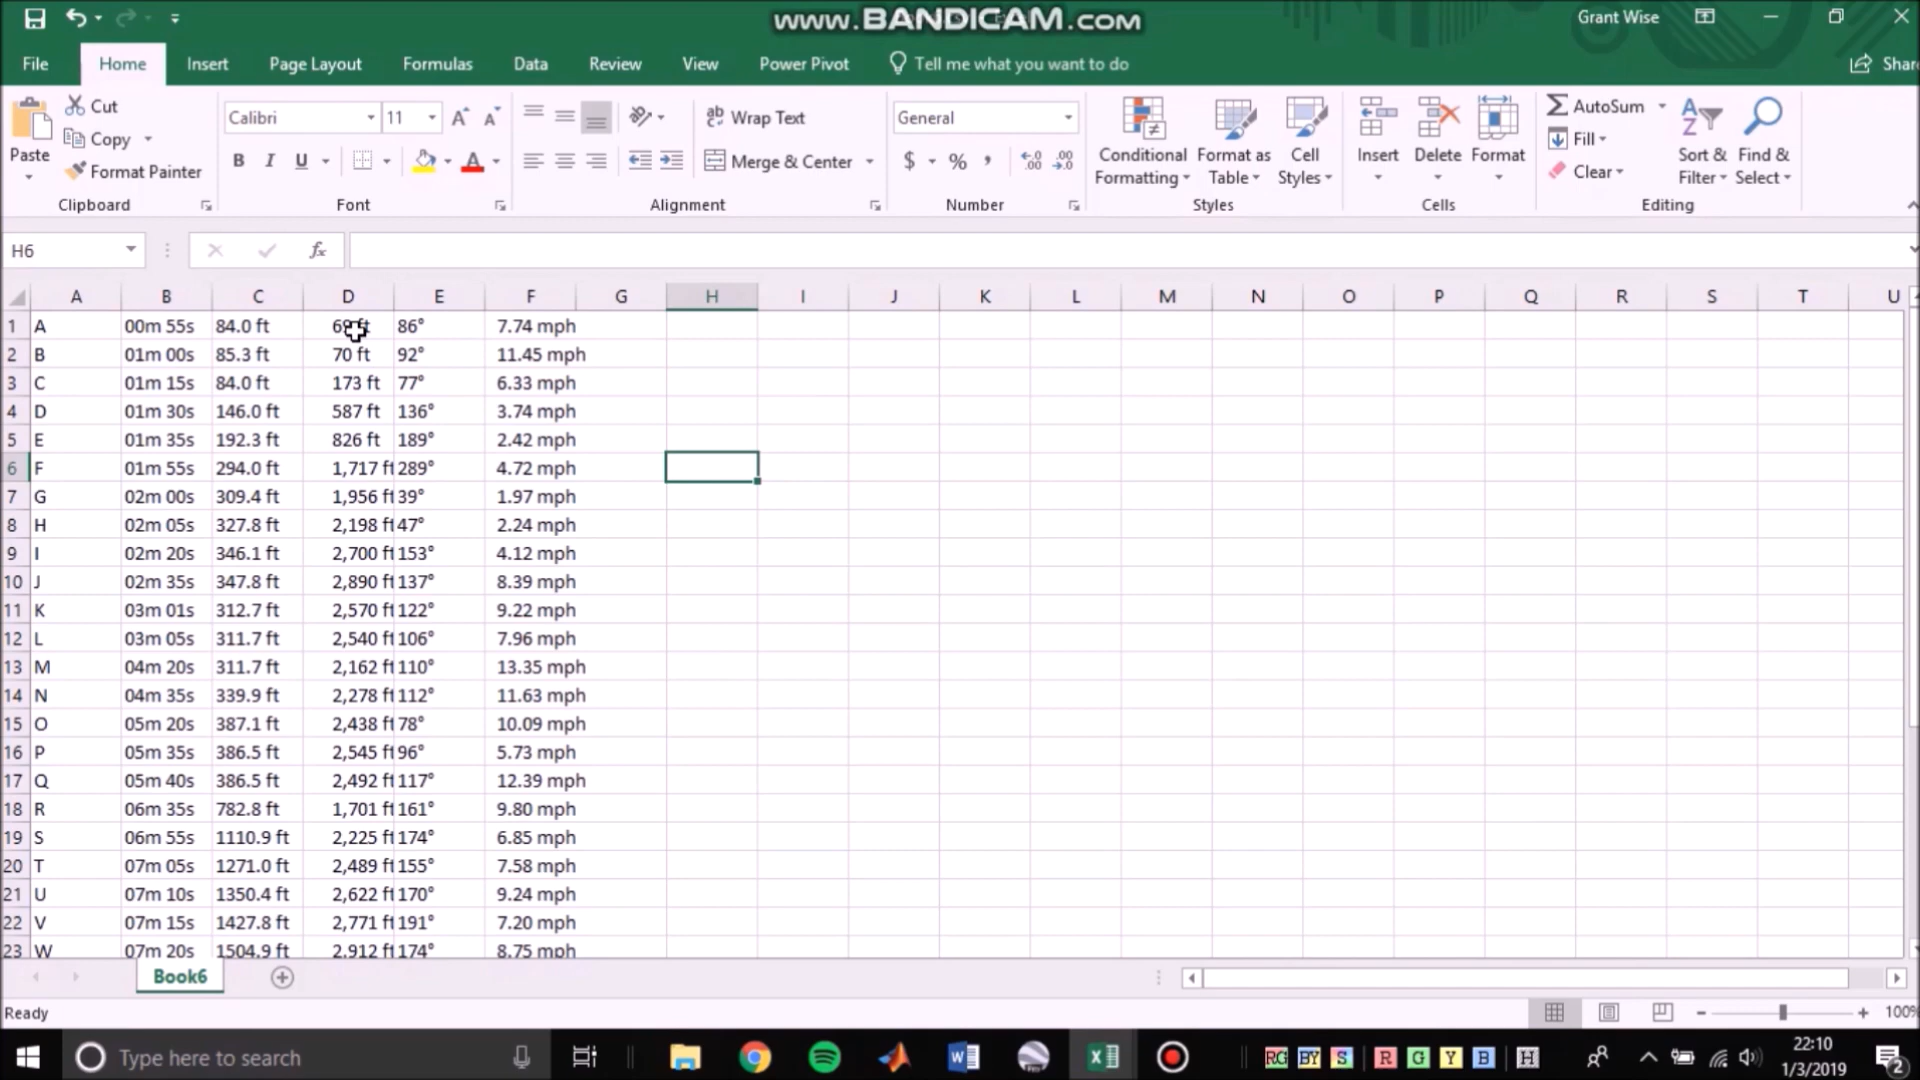 www.BANDICAM.com
Grant Wise
File Home Insert Page Layout Formulas Data Review View Power Pivot Tell me what you want to do Shar
Cut
Copy
Format Painter
Paste
Clipboard
Calibri 11
B I U
Font
Wrap Text
Merge & Center
Alignment
General
$ % ,
Number
Conditional Formatting
Format as Table
Cell Styles
Styles
Insert Delete Format
Cells
AutoSum
Fill
Clear
Sort & Filter
Find & Select
Editing
H6 fx
A B C D E F G H I J K L M N O P Q R S T U
1 A 00m 55s 84.0 ft ft 86° 7.74 mph
2 B 01m 00s 85.3 ft 70 ft 92° 11.45 mph
3 C 01m 15s 84.0 ft 173 ft 77° 6.33 mph
4 D 01m 30s 146.0 ft 587 ft 136° 3.74 mph
5 E 01m 35s 192.3 ft 826 ft 189° 2.42 mph
6 F 01m 55s 294.0 ft 1,717 ft 289° 4.72 mph
7 G 02m 00s 309.4 ft 1,956 ft 39° 1.97 mph
8 H 02m 05s 327.8 ft 2,198 ft 47° 2.24 mph
9 I 02m 20s 346.1 ft 2,700 ft 153° 4.12 mph
10 J 02m 35s 347.8 ft 2,890 ft 137° 8.39 mph
11 K 03m 01s 312.7 ft 2,570 ft 122° 9.22 mph
12 L 03m 05s 311.7 ft 2,540 ft 106° 7.96 mph
13 M 04m 20s 311.7 ft 2,162 ft 110° 13.35 mph
14 N 04m 35s 339.9 ft 2,278 ft 112° 11.63 mph
15 O 05m 20s 387.1 ft 2,438 ft 78° 10.09 mph
16 P 05m 35s 386.5 ft 2,545 ft 96° 5.73 mph
17 Q 05m 40s 386.5 ft 2,492 ft 117° 12.39 mph
18 R 06m 35s 782.8 ft 1,701 ft 161° 9.80 mph
19 S 06m 55s 1110.9 ft 2,225 ft 174° 6.85 mph
20 T 07m 05s 1271.0 ft 2,489 ft 155° 7.58 mph
21 U 07m 10s 1350.4 ft 2,622 ft 170° 9.24 mph
22 V 07m 15s 1427.8 ft 2,771 ft 191° 7.20 mph
23 W 07m 20s 1504.9 ft 2,912 ft 174° 8.75 mph
Book6
Ready 100%
Type here to search
RG BY S R G Y B H
22:10
1/3/2019
2